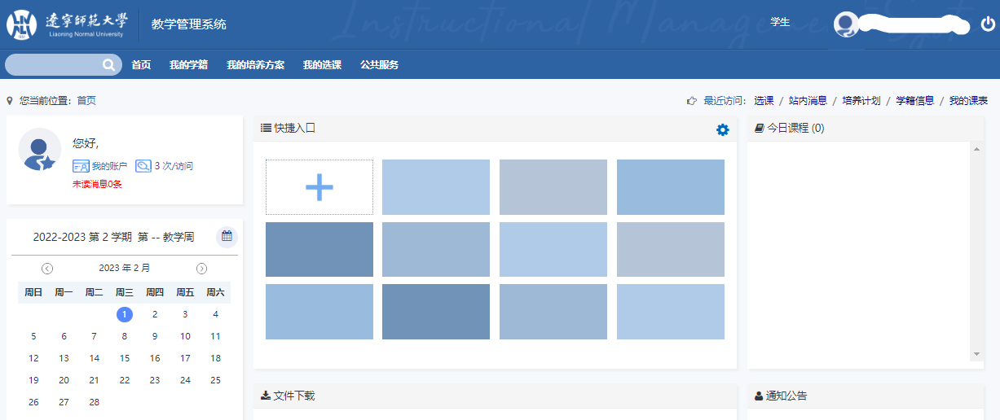 遼寧師範大學
Liaoning Normal University
教学管理系统
Instructional Manageme
学生
首页 我的学籍 我的培养方案 我的选课 公共服务
您当前位置：首页
最近访问： 选课 / 站内消息 / 培养计划 / 学籍信息 / 我的课表
您好,
我的账户 3 次/访问
未读消息0条
快捷入口
今日课程 (0)
2022-2023 第 2 学期 第 -- 教学周
2023 年 2 月
周日 周一 周二 周三 周四 周五 周六
1 2 3 4
5 6 7 8 9 10 11
12 13 14 15 16 17 18
19 20 21 22 23 24 25
26 27 28
文件下载
通知公告